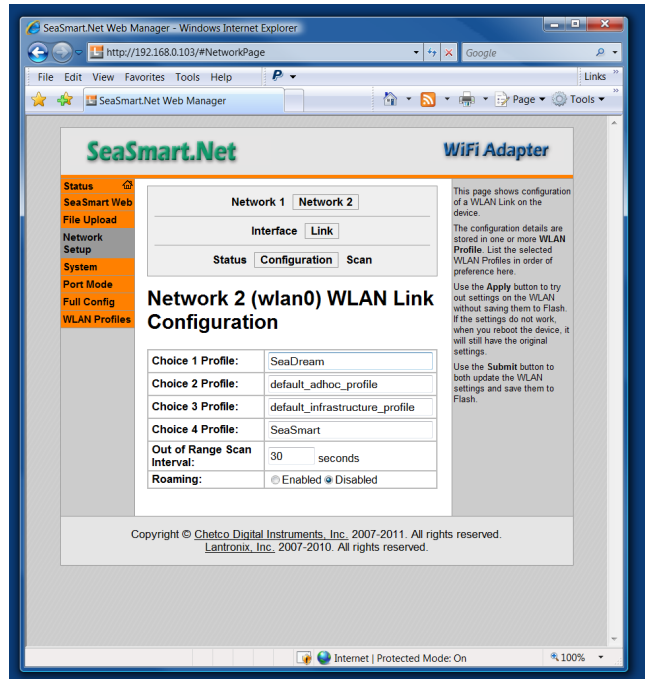 SeaSmart.Net Web Manager - Windows Internet Explorer
http://192.168.0.103/#NetworkPage
Google
File Edit View Favorites Tools Help
Links
SeaSmart.Net Web Manager
Page
Tools
SeaSmart.Net
WiFi Adapter
Status
SeaSmart Web
File Upload
Network
Setup
System
Port Mode
Full Config
WLAN Profiles
Network 1 Network 2
Interface Link
Status Configuration Scan
Network 2 (wlan0) WLAN Link
Configuration
Choice 1 Profile: SeaDream
Choice 2 Profile: default_adhoc_profile
Choice 3 Profile: default_infrastructure_profile
Choice 4 Profile: SeaSmart
Out of Range Scan
Interval: 30 seconds
Roaming: Enabled Disabled
This page shows configuration
of a WLAN Link on the
device.
The configuration details are
stored in one or more WLAN
Profile. List the selected
WLAN Profiles in order of
preference here.
Use the Apply button to try
out settings on the WLAN
without saving them to Flash.
If the settings do not work,
when you reboot the device, it
will still have the original
settings.
Use the Submit button to
both update the WLAN
settings and save them to
Flash.
Copyright © Chetco Digital Instruments, Inc. 2007-2011. All rights reserved.
Lantronix, Inc. 2007-2010. All rights reserved.
Internet | Protected Mode: On
100%